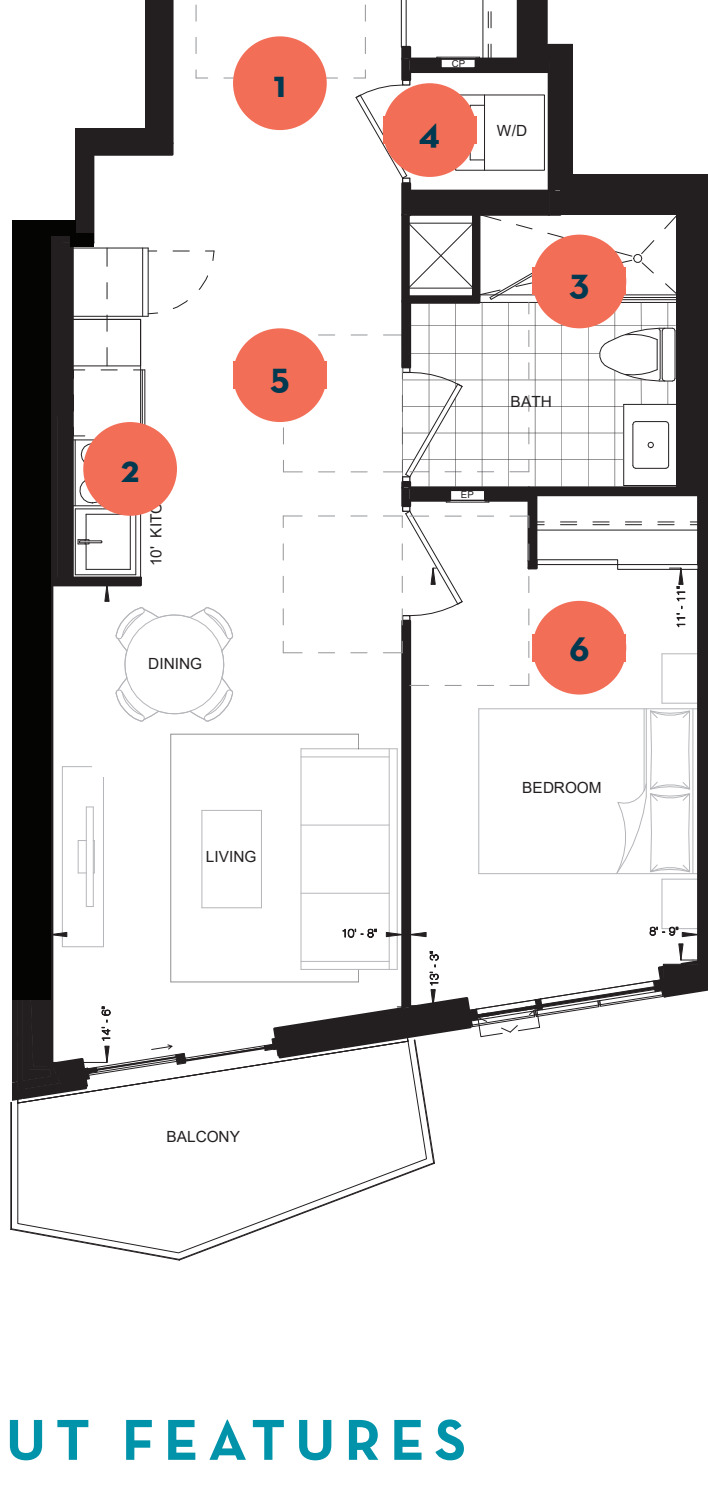 CP
1
4
W/D
3
5
BATH
2
EP
10' KITC
11' - 11"
6
DINING
BEDROOM
LIVING
10' - 8"
8' - 9"
13' - 3"
14' - 6"
BALCONY
UT FEATURES